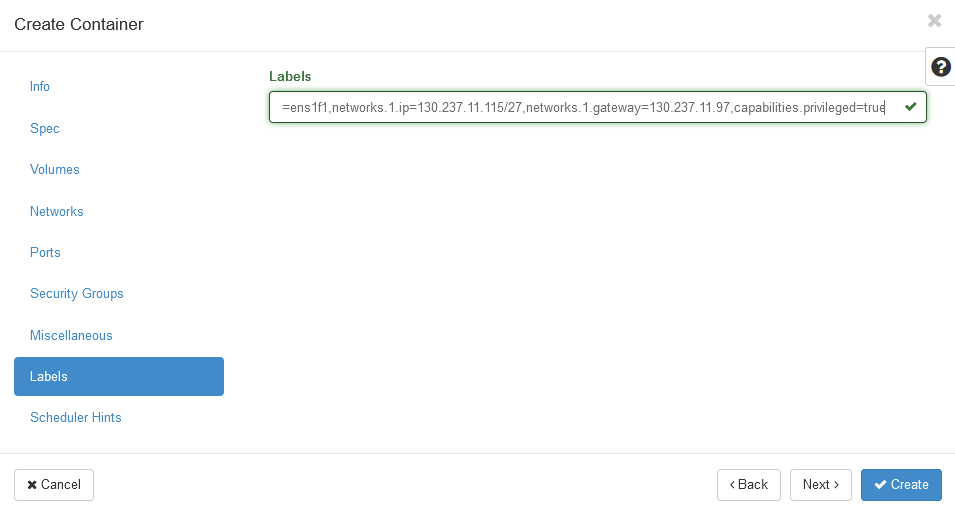 Create Container
Info
Spec
Volumes
Networks
Ports
Security Groups
Miscellaneous
Labels
Scheduler Hints
Labels
=ens1f1,networks.1.ip=130.237.11.115/27,networks.1.gateway=130.237.11.97,capabilities.privileged=true
Cancel
Back
Next
Create